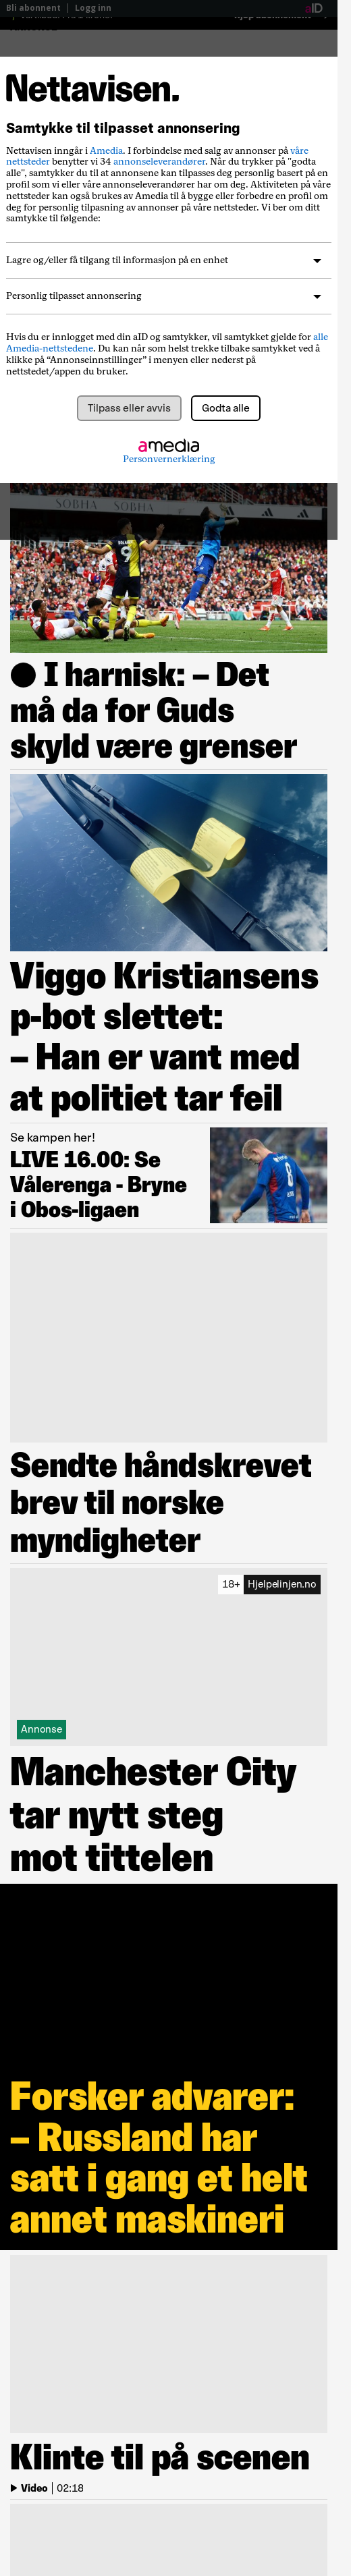 Bli abonnent | Logg inn
aID
Nettavisen.
Samtykke til tilpasset annonsering
Nettavisen inngår i Amedia. I forbindelse med salg av annonser på våre
nettsteder benytter vi 34 annonseleverandører. Når du trykker på "godta
alle", samtykker du til at annonsene kan tilpasses deg personlig basert på en
profil som vi eller våre annonseleverandører har om deg. Aktiviteten på våre
nettsteder kan også brukes av Amedia til å bygge eller forbedre en profil om
deg for personlig tilpasning av annonser på våre nettsteder. Vi ber om ditt
samtykke til følgende:
Lagre og/eller få tilgang til informasjon på en enhet
Personlig tilpasset annonsering
Hvis du er innlogget med din aID og samtykker, vil samtykket gjelde for alle
Amedia-nettstedene. Du kan når som helst trekke tilbake samtykket ved å
klikke på “Annonseinnstillinger” i menyen eller nederst på
nettstedet/appen du bruker.
Tilpass eller avvis
Godta alle
amedia
Personvernerklæring
SOBHA
SOBHA
9
I harnisk: – Det
må da for Guds
skyld være grenser
Viggo Kristiansens
p-bot slettet:
– Han er vant med
at politiet tar feil
Se kampen her!
LIVE 16.00: Se
Vålerenga - Bryne
i Obos-ligaen
8
Sendte håndskrevet
brev til norske
myndigheter
18+ Hjelpelinjen.no
Annonse
Manchester City
tar nytt steg
mot tittelen
Forsker advarer:
– Russland har
satt i gang et helt
annet maskineri
Klinte til på scenen
Video | 02:18